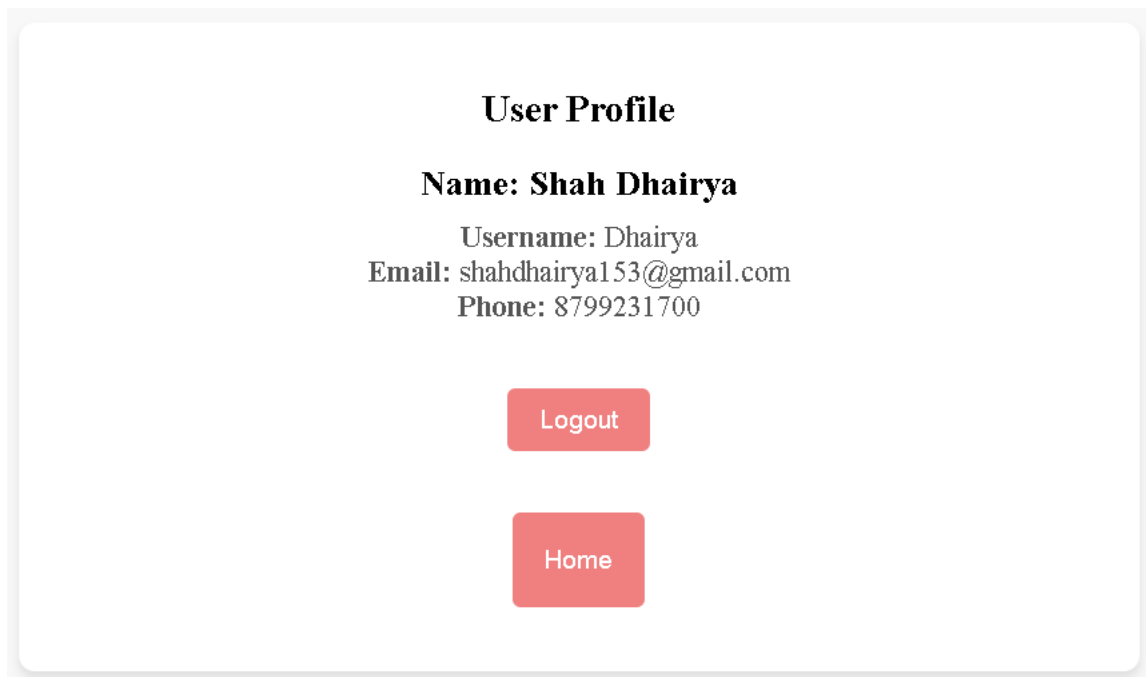 User Profile
Name: Shah Dhairya
Username: Dhairya
Email: shahdhairya153@gmail.com
Phone: 8799231700
Logout
Home